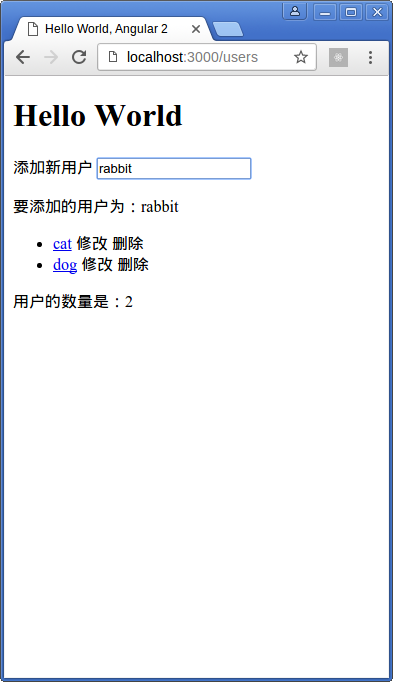 Hello World, Angular 2
localhost:3000/users
Hello World
添加新用户 rabbit
要添加的用户为：rabbit
cat 修改 删除
dog 修改 删除
用户的数量是：2